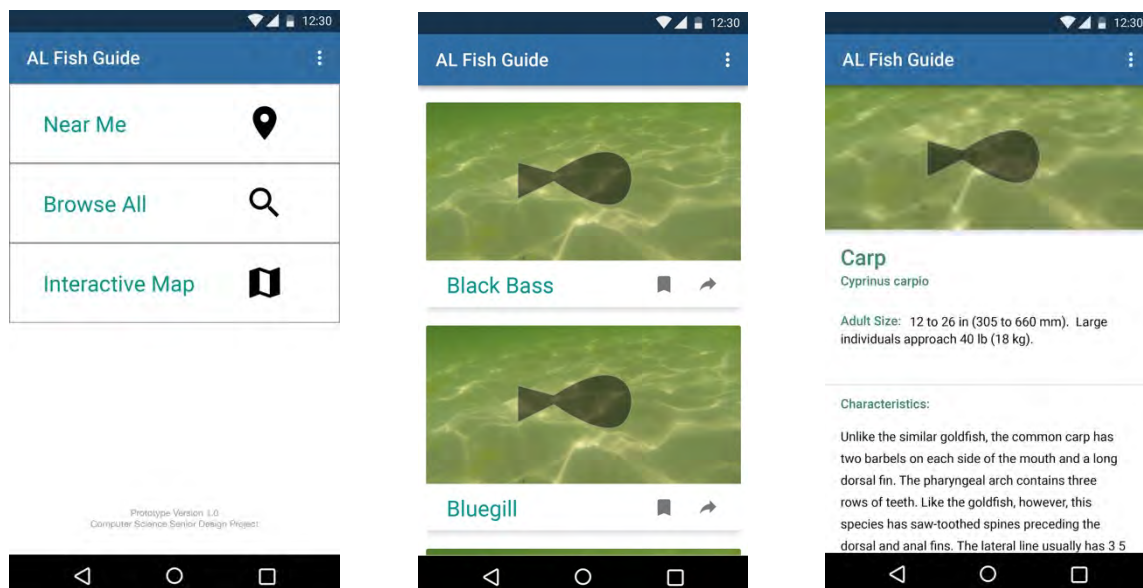 12:30
AL Fish Guide
Near Me
Browse All
Interactive Map
Prototype Version 1.0
Computer Science Senior Design Project
12:30
AL Fish Guide
Black Bass
Bluegill
12:30
AL Fish Guide
Carp
Cyprinus carpio
Adult Size: 12 to 26 in (305 to 660 mm). Large
individuals approach 40 lb (18 kg).
Characteristics:
Unlike the similar goldfish, the common carp has
two barbels on each side of the mouth and a long
dorsal fin. The pharyngeal arch contains three
rows of teeth. Like the goldfish, however, this
species has saw-toothed spines preceding the
dorsal and anal fins. The lateral line usually has 3 5